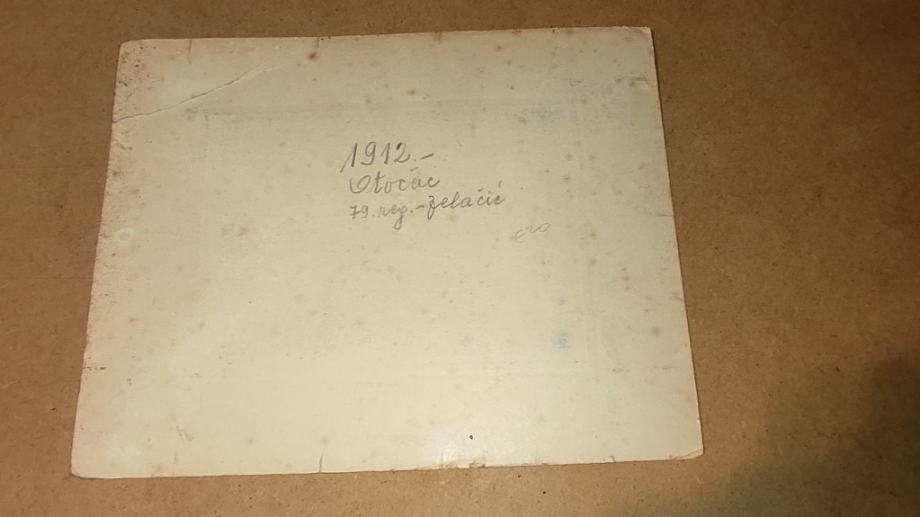 1912.-
Otočac
79. reg. - Jelačić